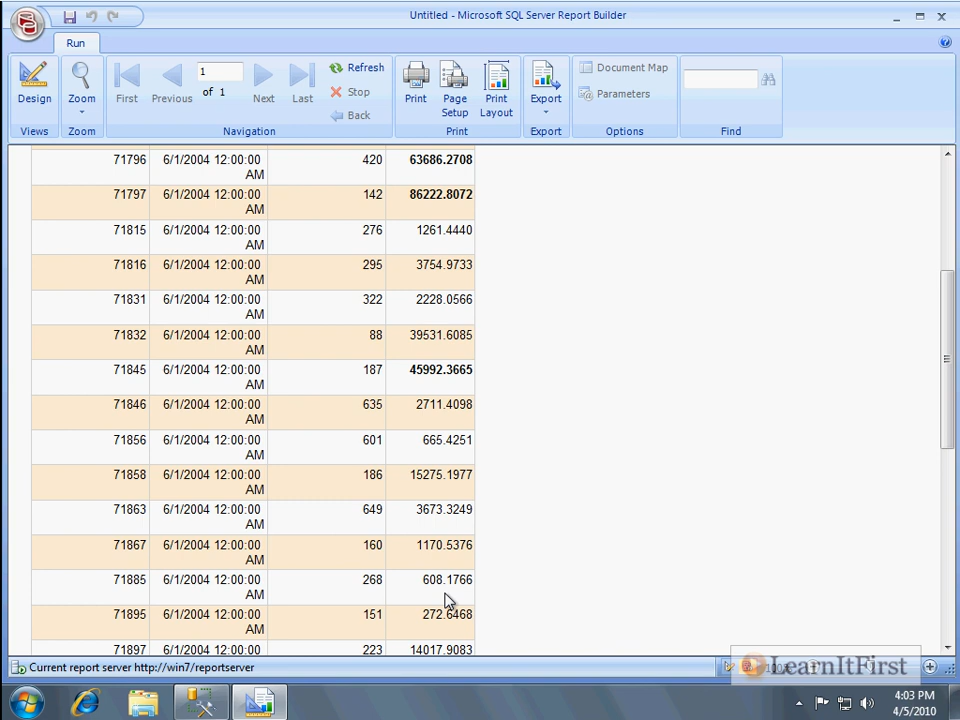 Untitled - Microsoft SQL Server Report Builder
Run
Design
Views
Zoom
Zoom
First
Previous
1
of 1
Next
Last
Refresh
Stop
Back
Navigation
Print
Page Setup
Print Layout
Print
Export
Export
Document Map
Parameters
Options
Find
71796 6/1/2004 12:00:00 AM 420 63686.2708
71797 6/1/2004 12:00:00 AM 142 86222.8072
71815 6/1/2004 12:00:00 AM 276 1261.4440
71816 6/1/2004 12:00:00 AM 295 3754.9733
71831 6/1/2004 12:00:00 AM 322 2228.0566
71832 6/1/2004 12:00:00 AM 88 39531.6085
71845 6/1/2004 12:00:00 AM 187 45992.3665
71846 6/1/2004 12:00:00 AM 635 2711.4098
71856 6/1/2004 12:00:00 AM 601 665.4251
71858 6/1/2004 12:00:00 AM 186 15275.1977
71863 6/1/2004 12:00:00 AM 649 3673.3249
71867 6/1/2004 12:00:00 AM 160 1170.5376
71885 6/1/2004 12:00:00 AM 268 608.1766
71895 6/1/2004 12:00:00 AM 151 272.6468
71897 6/1/2004 12:00:00 223 14017.9083
Current report server http://win7/reportserver
100%
LearnItFirst
4:03 PM
4/5/2010